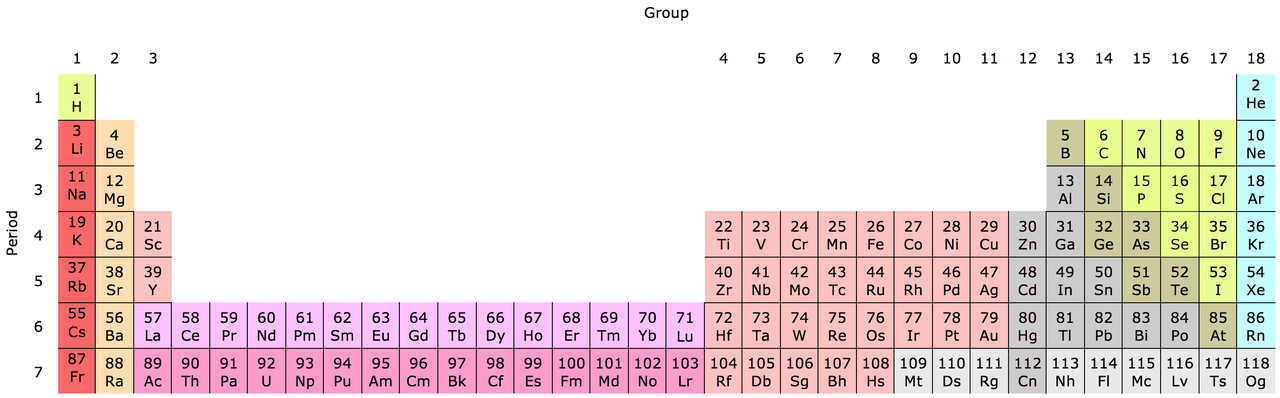 Group
1 2 3 4 5 6 7 8 9 10 11 12 13 14 15 16 17 18
1 1 2
H He
2 3 4 5 6 7 8 9 10
Li Be B C N O F Ne
3 11 12 13 14 15 16 17 18
Na Mg Al Si P S Cl Ar
Period
4 19 20 21 22 23 24 25 26 27 28 29 30 31 32 33 34 35 36
K Ca Sc Ti V Cr Mn Fe Co Ni Cu Zn Ga Ge As Se Br Kr
5 37 38 39 40 41 42 43 44 45 46 47 48 49 50 51 52 53 54
Rb Sr Y Zr Nb Mo Tc Ru Rh Pd Ag Cd In Sn Sb Te I Xe
6 55 56 57 58 59 60 61 62 63 64 65 66 67 68 69 70 71 72 73 74 75 76 77 78 79 80 81 82 83 84 85 86
Cs Ba La Ce Pr Nd Pm Sm Eu Gd Tb Dy Ho Er Tm Yb Lu Hf Ta W Re Os Ir Pt Au Hg Tl Pb Bi Po At Rn
7 87 88 89 90 91 92 93 94 95 96 97 98 99 100 101 102 103 104 105 106 107 108 109 110 111 112 113 114 115 116 117 118
Fr Ra Ac Th Pa U Np Pu Am Cm Bk Cf Es Fm Md No Lr Rf Db Sg Bh Hs Mt Ds Rg Cn Nh Fl Mc Lv Ts Og